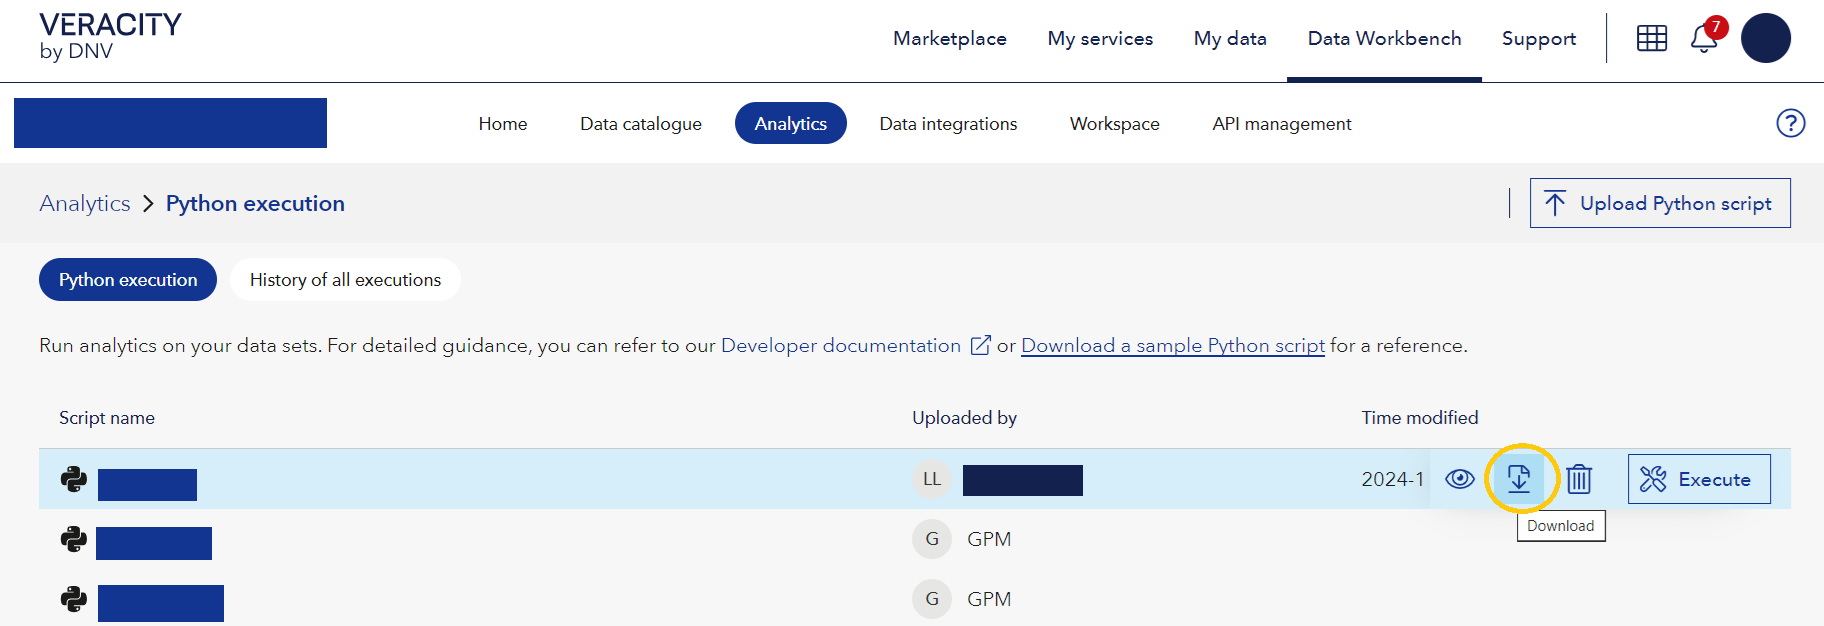 VERACITY
by DNV
Marketplace My services My data Data Workbench Support 7
Home Data catalogue Analytics Data integrations Workspace API management ?
Analytics > Python execution Upload Python script
Python execution History of all executions
Run analytics on your data sets. For detailed guidance, you can refer to our Developer documentation or Download a sample Python script for a reference.
Script name Uploaded by Time modified
LL 2024-1 Execute
Download
G GPM
G GPM